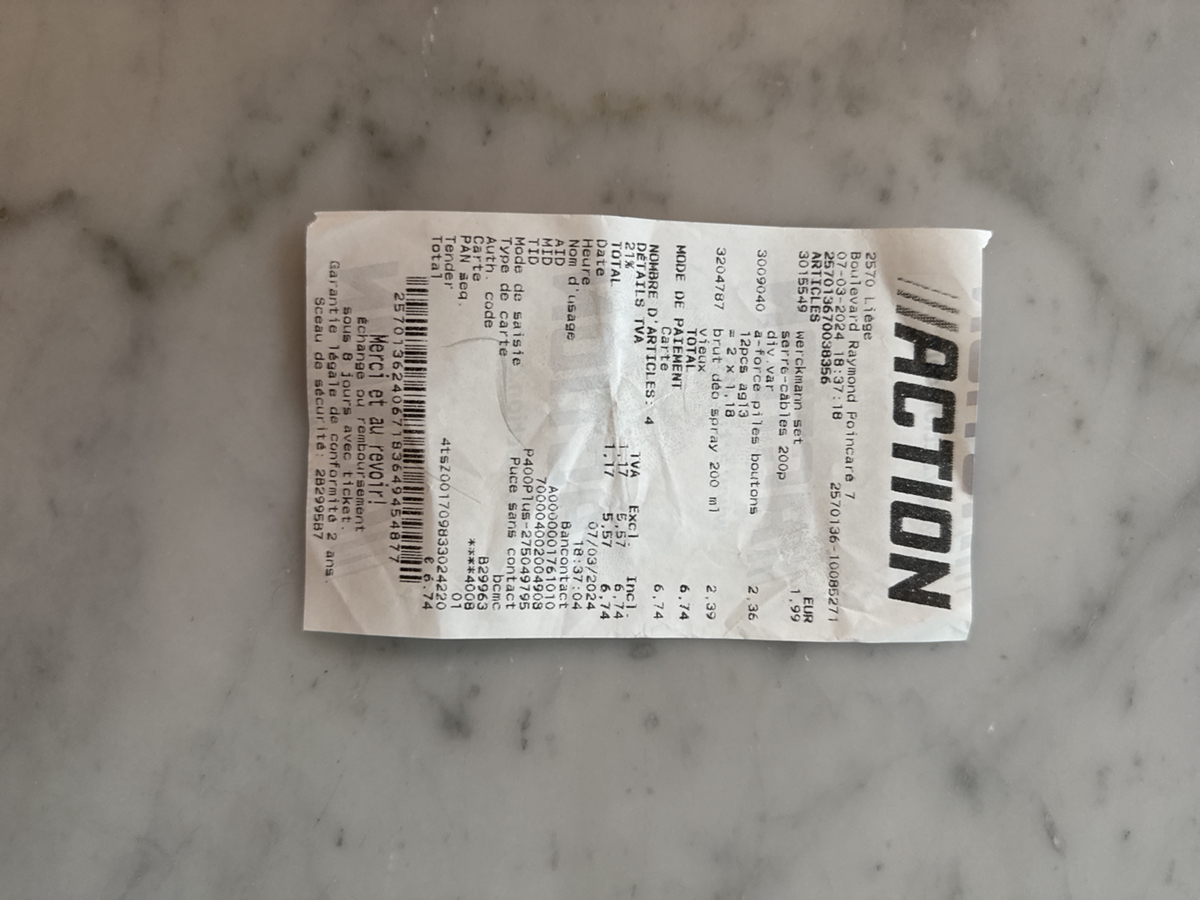 ACTION
2570 Liège
Boulevard Raymond Poincaré 7
07-03-2024 18:37:18 2570136-10085271
2570136700038356
ARTICLES EUR
3015549 werckmann set 1,99
serre-câbles 200p
div.var
3009040 a-force piles boutons 2,36
12pcs ag13
= 2 x 1,18
3204787 brut déo spray 200 ml 2,39
vieux
TOTAL 6,74
MODE DE PAIEMENT
Carte 6,74
NOMBRE D'ARTICLES: 4
DÉTAILS TVA TVA Excl. Incl.
21% 1,17 5,57 6,74
TOTAL 1,17 5,57 6,74
Date 07/03/2024
Heure 18:37:04
Nom d'usage Bancontact
AID A0000001761010
MID 700004002004903
TID P400Plus-275049795
Mode de saisie Puce sans contact
Type de carte bcmc
Auth. code B29963
Carte ****4008
PAN seq. 01
Tender 4tsZ001709833024220
Total € 6.74
2570136240671836494548 77
Merci et au revoir!
échange ou remboursement
sous 8 jours avec ticket.
Garantie légale de conformité 2 ans.
Sceau de sécurité: 2B299587